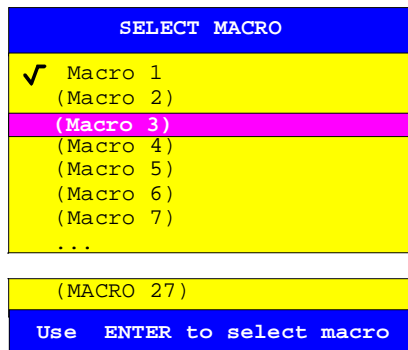 SELECT MACRO
√ Macro 1
(Macro 2)
(Macro 3)
(Macro 4)
(Macro 5)
(Macro 6)
(Macro 7)
...
(MACRO 27)
Use ENTER to select macro